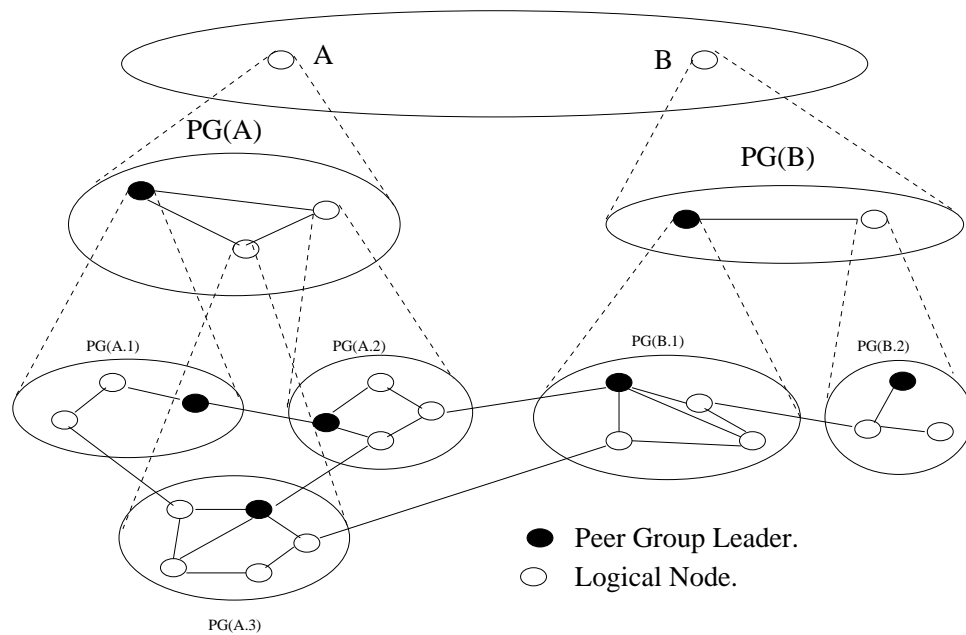 A
B
PG(A)
PG(B)
PG(A.1)
PG(A.2)
PG(B.1)
PG(B.2)
Peer Group Leader.
Logical Node.
PG(A.3)